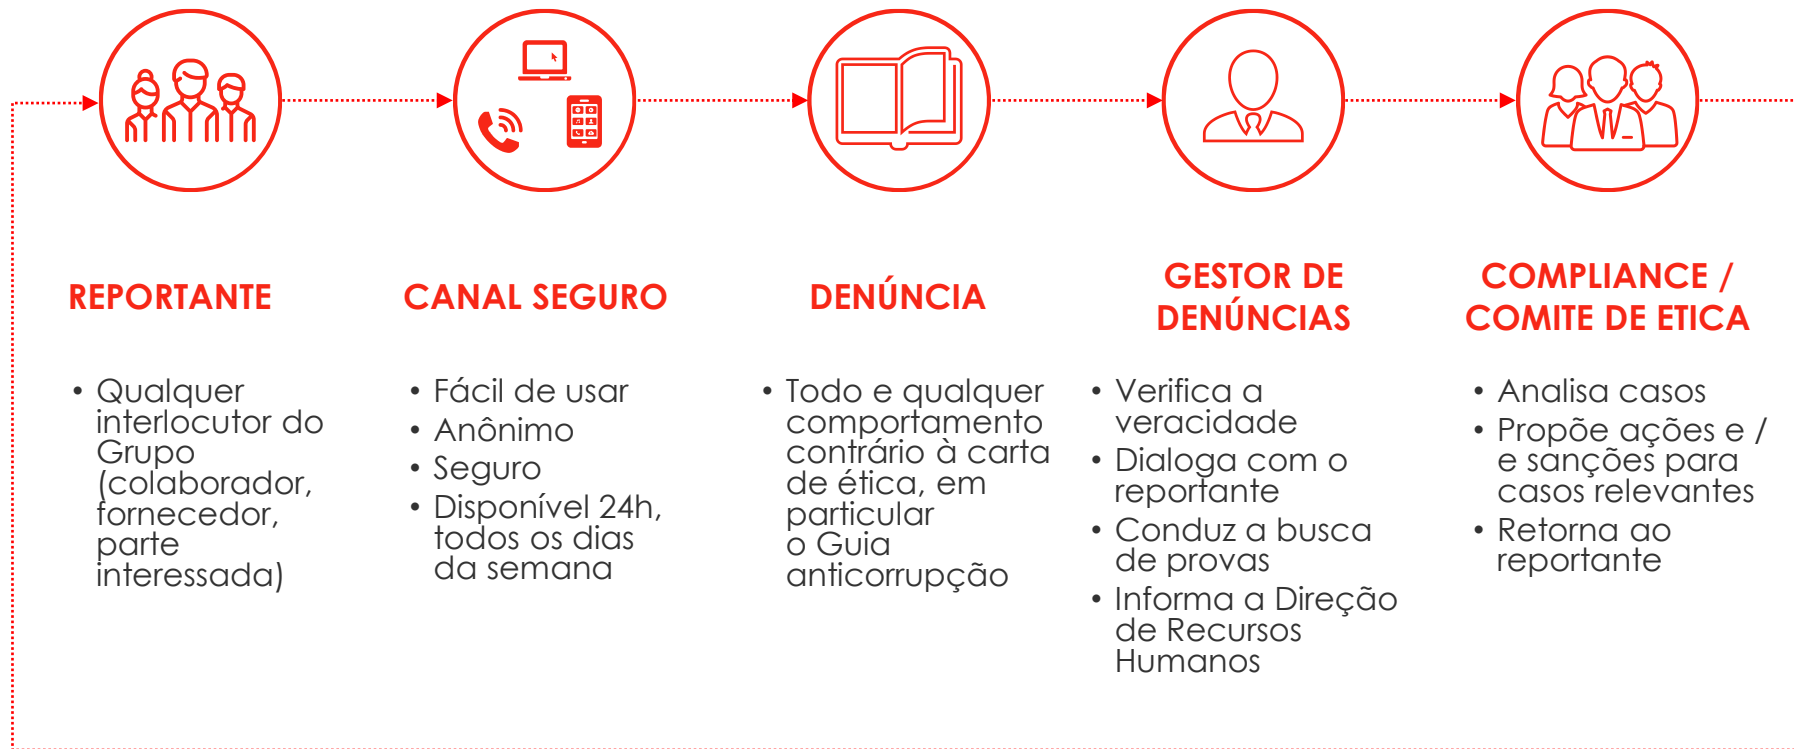 REPORTANTE
• Qualquer
interlocutor do
Grupo
(colaborador,
fornecedor,
parte
interessada)
CANAL SEGURO
• Fácil de usar
• Anônimo
• Seguro
• Disponível 24h,
todos os dias
da semana
DENÚNCIA
• Todo e qualquer
comportamento
contrário à carta
de ética, em
particular
o Guia
anticorrupção
GESTOR DE
DENÚNCIAS
• Verifica a
veracidade
• Dialoga com o
reportante
• Conduz a busca
de provas
• Informa a Direção
de Recursos
Humanos
COMPLIANCE /
COMITE DE ETICA
• Analisa casos
• Propõe ações e /
e sanções para
casos relevantes
• Retorna ao
reportante